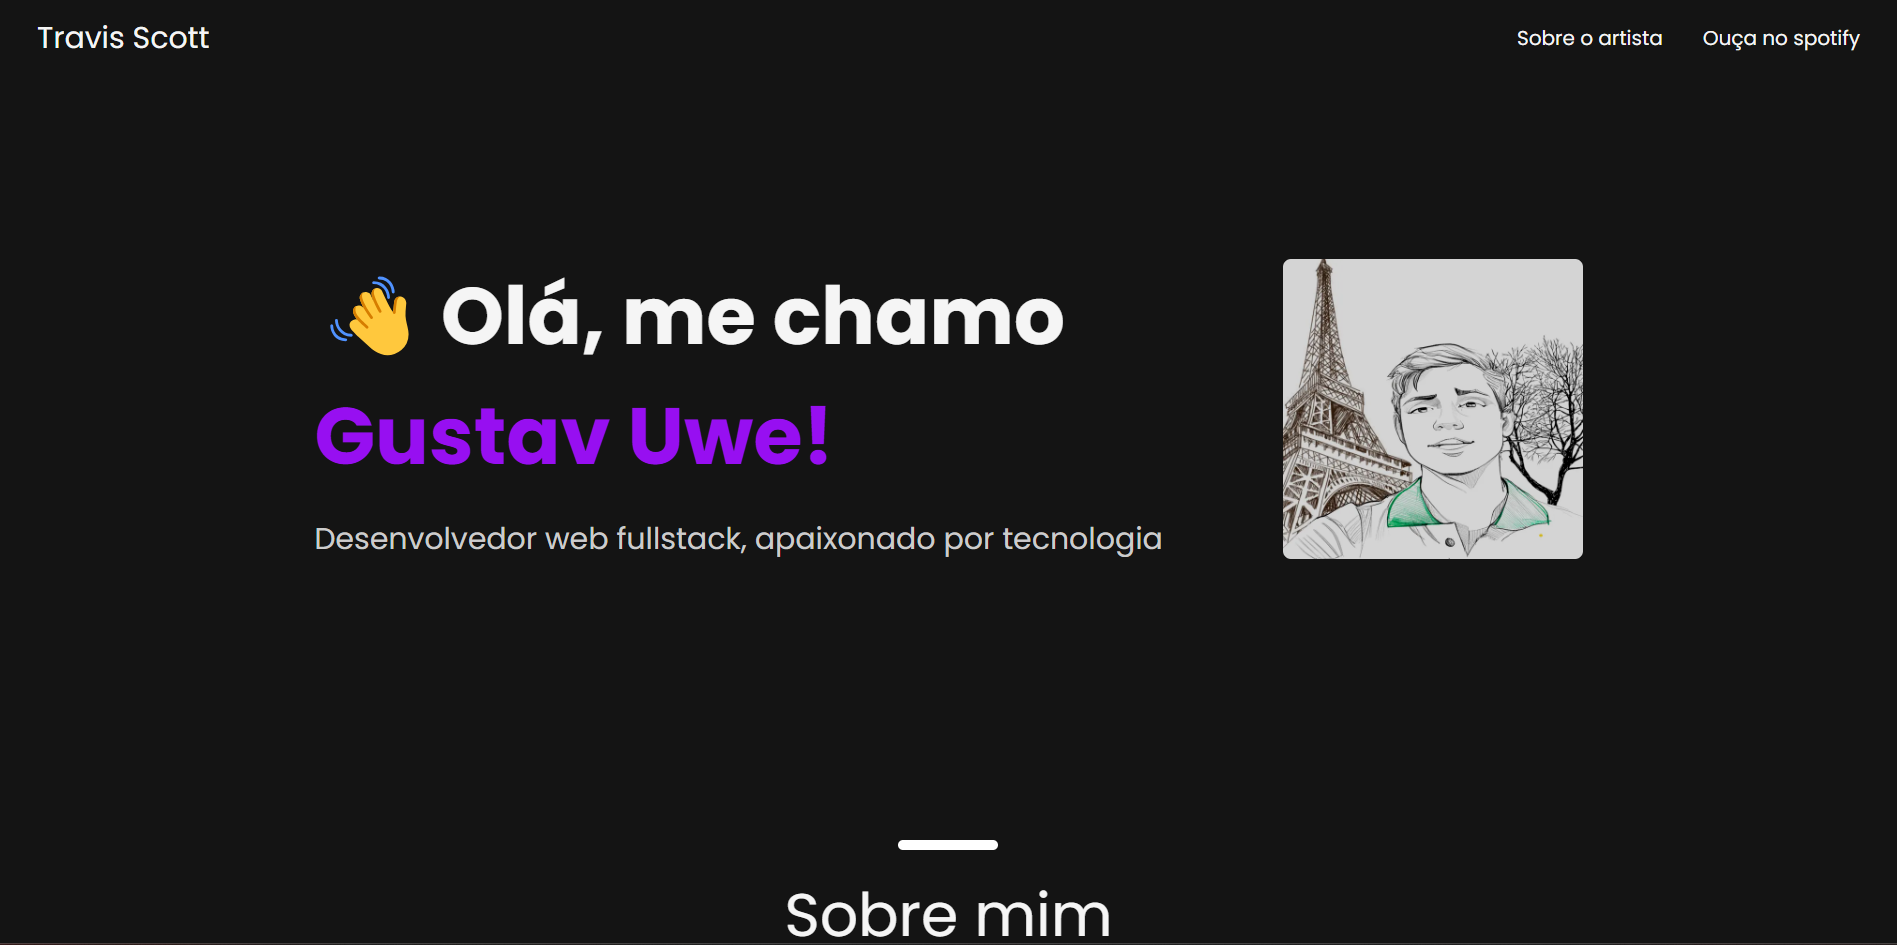 Travis Scott
Sobre o artista
Ouça no spotify
👋 Olá, me chamo
Gustav Uwe!
Desenvolvedor web fullstack, apaixonado por tecnologia
Sobre mim